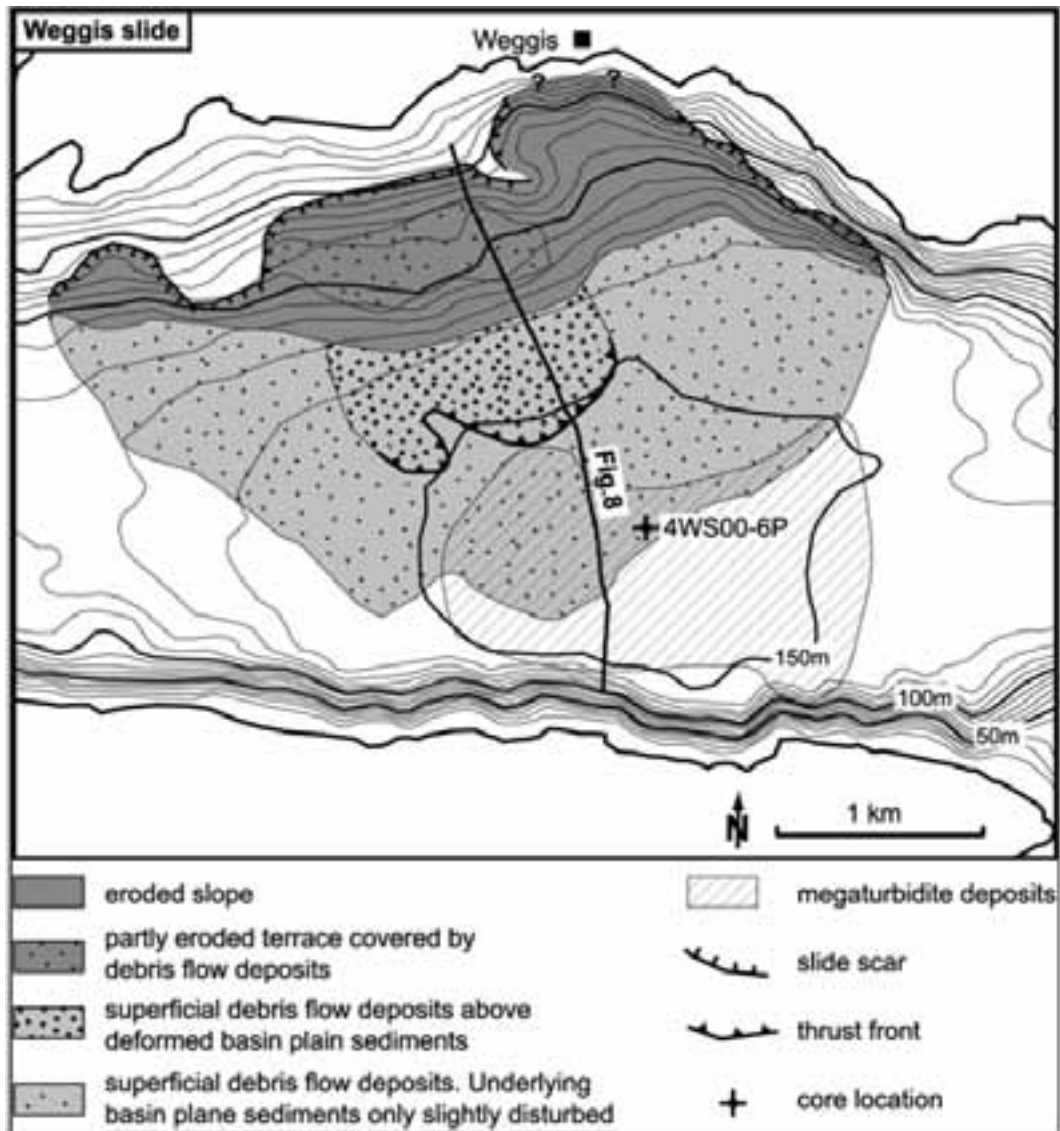 Weggis slide
Weggis
?
?
Fig.8
4WS00-6P
150m
100m
50m
N
1 km
eroded slope
partly eroded terrace covered by
debris flow deposits
superficial debris flow deposits above
deformed basin plain sediments
superficial debris flow deposits. Underlying
basin plane sediments only slightly disturbed
megaturbidite deposits
slide scar
thrust front
core location